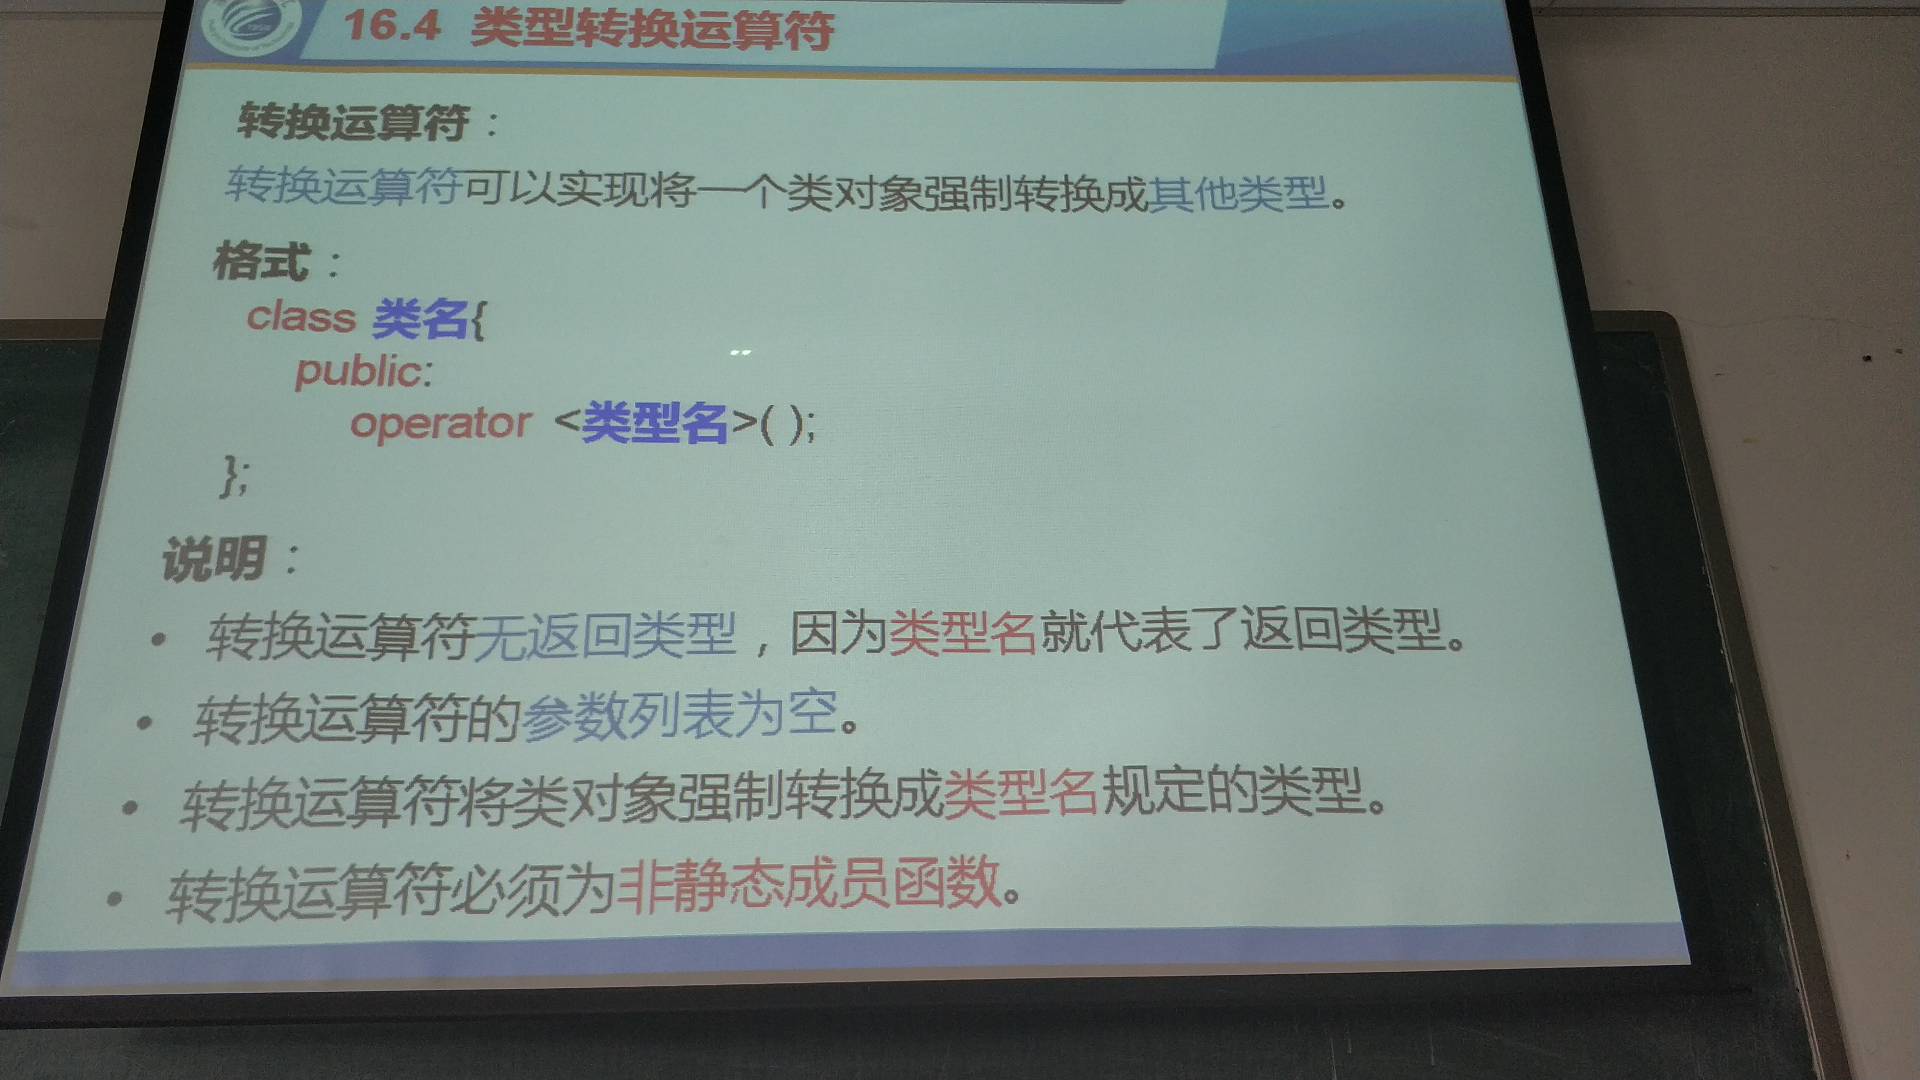 16.4 类型转换运算符
转换运算符：
转换运算符可以实现将一个类对象强制转换成其他类型。
格式：
class 类名{
public:
operator <类型名>( );
};
说明：
• 转换运算符无返回类型，因为类型名就代表了返回类型。
• 转换运算符的参数列表为空。
• 转换运算符将类对象强制转换成类型名规定的类型。
• 转换运算符必须为非静态成员函数。